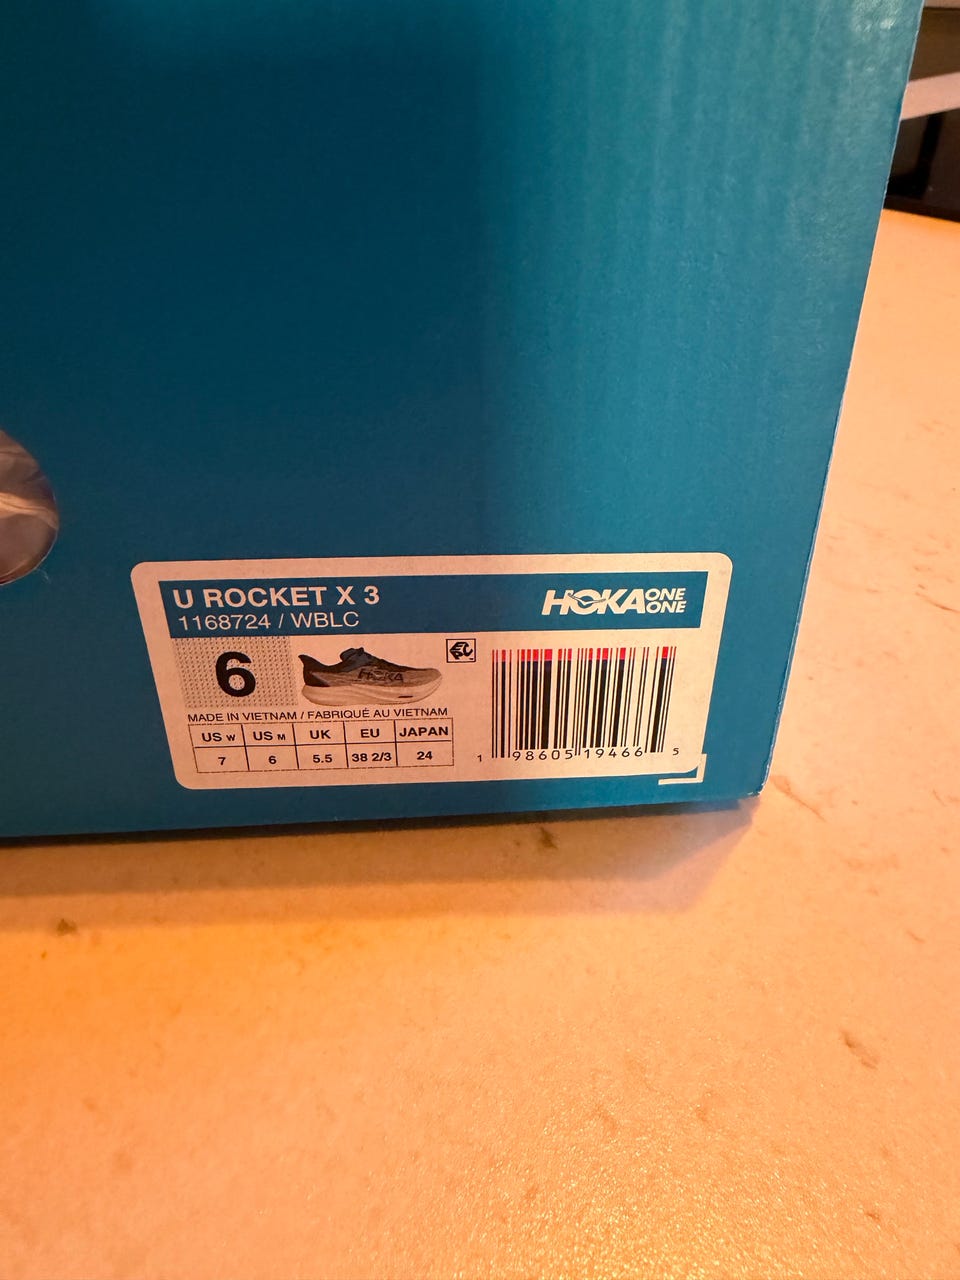 U ROCKET X 3
1168724 / WBLC
HOKA ONE ONE
6
HOKA
MADE IN VIETNAM / FABRIQUÉ AU VIETNAM
US W US M UK EU JAPAN
7 6 5.5 38 2/3 24
1 98605 19466 5